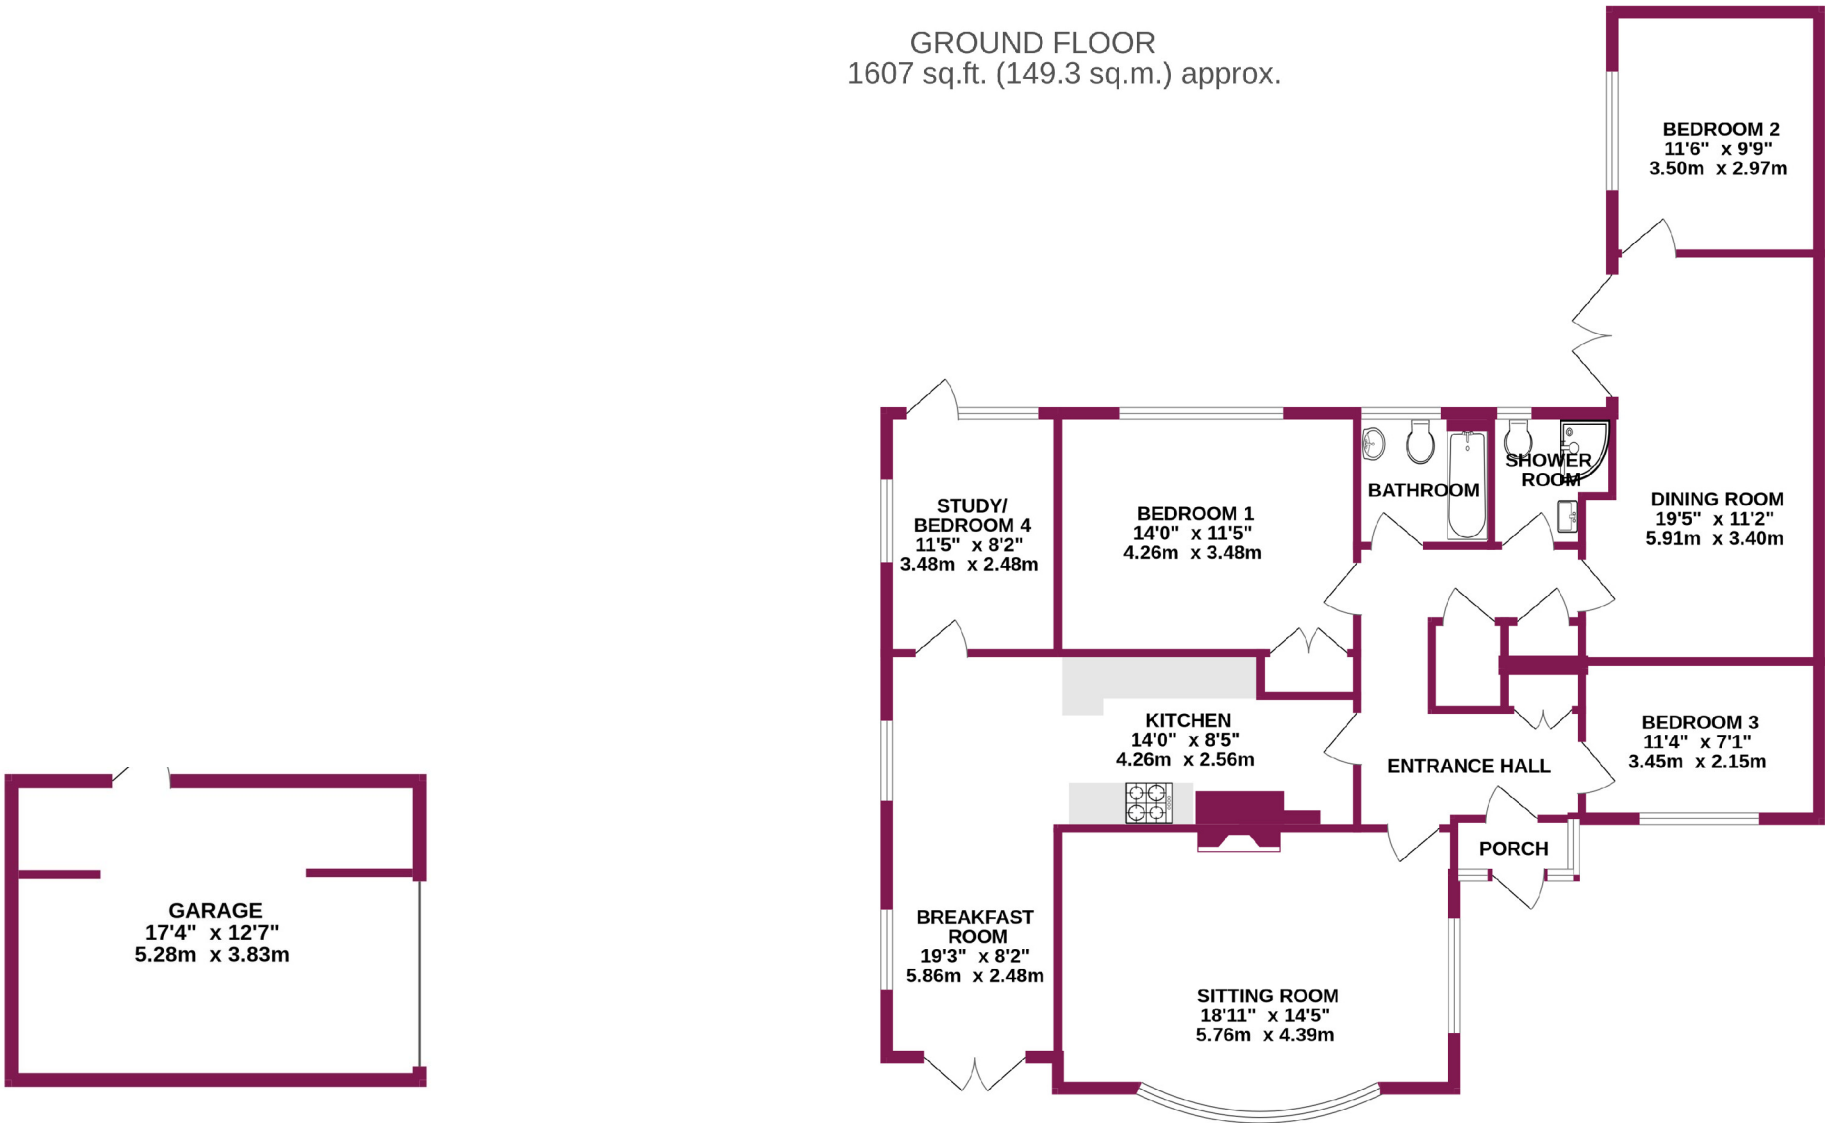 GROUND FLOOR
1607 sq.ft. (149.3 sq.m.) approx.
BEDROOM 2
11'6" x 9'9"
3.50m x 2.97m
STUDY/
BEDROOM 4
11'5" x 8'2"
3.48m x 2.48m
BEDROOM 1
14'0" x 11'5"
4.26m x 3.48m
BATHROOM
SHOWER
ROOM
DINING ROOM
19'5" x 11'2"
5.91m x 3.40m
KITCHEN
14'0" x 8'5"
4.26m x 2.56m
ENTRANCE HALL
BEDROOM 3
11'4" x 7'1"
3.45m x 2.15m
PORCH
GARAGE
17'4" x 12'7"
5.28m x 3.83m
BREAKFAST
ROOM
19'3" x 8'2"
5.86m x 2.48m
SITTING ROOM
18'11" x 14'5"
5.76m x 4.39m